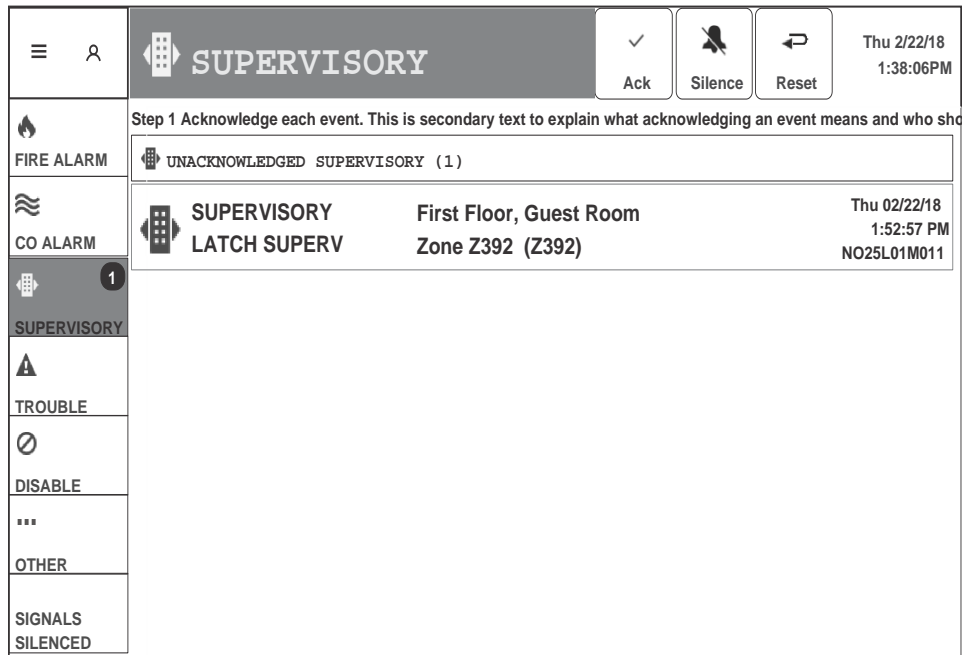 SUPERVISORY
Ack
Silence
Reset
Thu 2/22/18
1:38:06PM
Step 1 Acknowledge each event. This is secondary text to explain what acknowledging an event means and who sho
FIRE ALARM
UNACKNOWLEDGED SUPERVISORY (1)
CO ALARM
SUPERVISORY First Floor, Guest Room Thu 02/22/18
LATCH SUPERV Zone Z392 (Z392) 1:52:57 PM
NO25L01M011
1
SUPERVISORY
TROUBLE
DISABLE
OTHER
SIGNALS
SILENCED